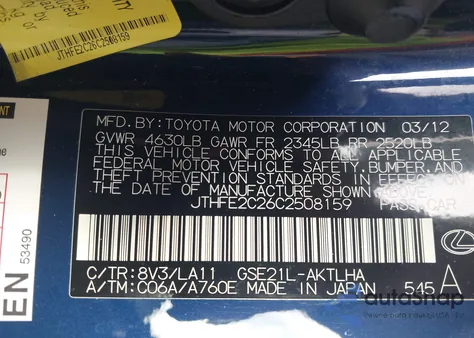 JTHFE2C26C2508159
MFD. BY: TOYOTA MOTOR CORPORATION 03/12
GVWR 4630LB GAWR FR 2345LB RR 2520LB
THIS VEHICLE CONFORMS TO ALL APPLICABLE
FEDERAL MOTOR VEHICLE SAFETY, BUMPER, AND
THEFT PREVENTION STANDARDS IN EFFECT ON
THE DATE OF MANUFACTURE SHOWN ABOVE.
JTHFE2C26C2508159 PASS. CAR
C/TR: 8V3/LA11 GSE21L-AKTLHA
A/TM: C06A/A760E MADE IN JAPAN 545 A
EN
53490
autosnap